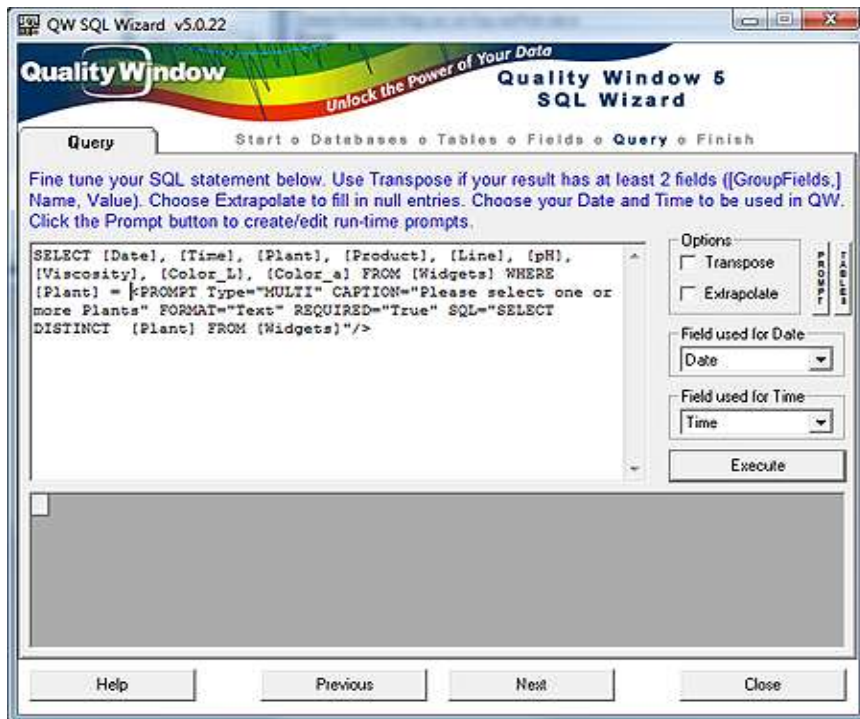 QW SQL Wizard v5.0.22
Quality Window
Unlock the Power of Your Data
Quality Window 5
SQL Wizard
Query
Start o Databases o Tables o Fields o Query o Finish
Fine tune your SQL statement below. Use Transpose if your result has at least 2 fields ([GroupFields,]
Name, Value). Choose Extrapolate to fill in null entries. Choose your Date and Time to be used in QW.
Click the Prompt button to create/edit run-time prompts.
SELECT [Date], [Time], [Plant], [Product], [Line], [pH],
[Viscosity], [Color_L], [Color_a] FROM [Widgets] WHERE
[Plant] = <PROMPT Type="MULTI" CAPTION="Please select one or
more Plants" FORMAT="Text" REQUIRED="True" SQL="SELECT
DISTINCT  [Plant] FROM [Widgets]"/>
Options
Transpose
Extrapolate
PROMPT
TABLES
Field used for Date
Date
Field used for Time
Time
Execute
Help
Previous
Next
Close